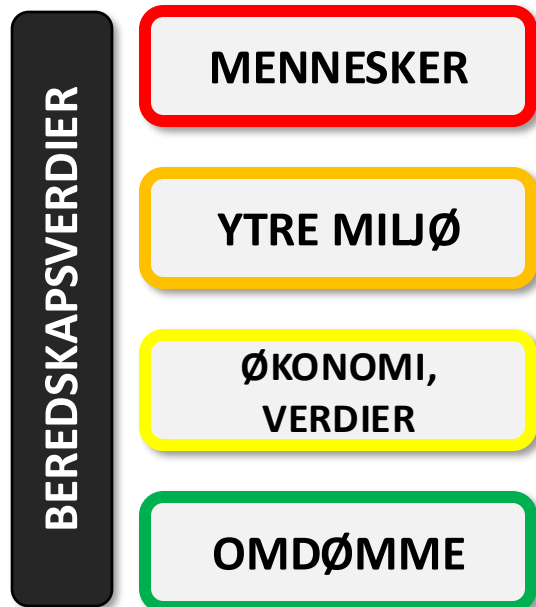 BEREDSKAPSVERDIER
MENNESKER
YTRE MILJØ
ØKONOMI,
VERDIER
OMDØMME